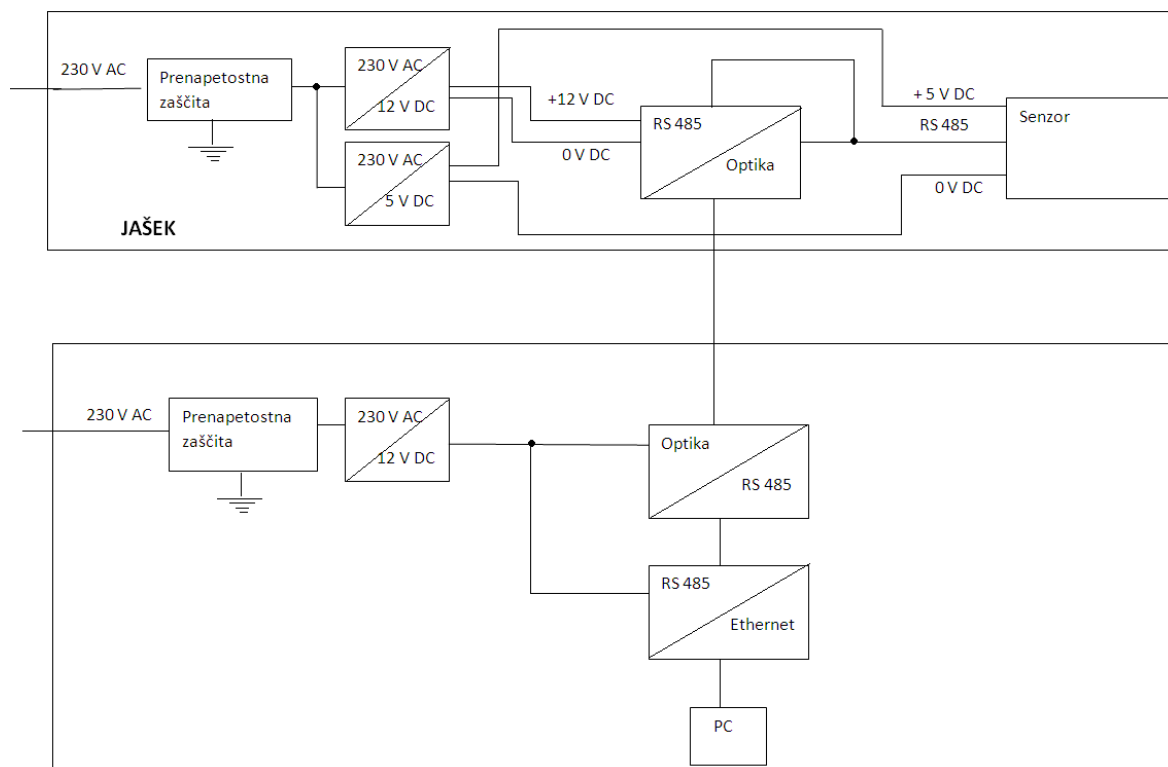 230 V AC
Prenapetostna
zaščita
230 V AC
12 V DC
230 V AC
5 V DC
+12 V DC
0 V DC
RS 485
Optika
+ 5 V DC
RS 485
0 V DC
Senzor
JAŠEK
230 V AC
Prenapetostna
zaščita
230 V AC
12 V DC
Optika
RS 485
RS 485
Ethernet
PC